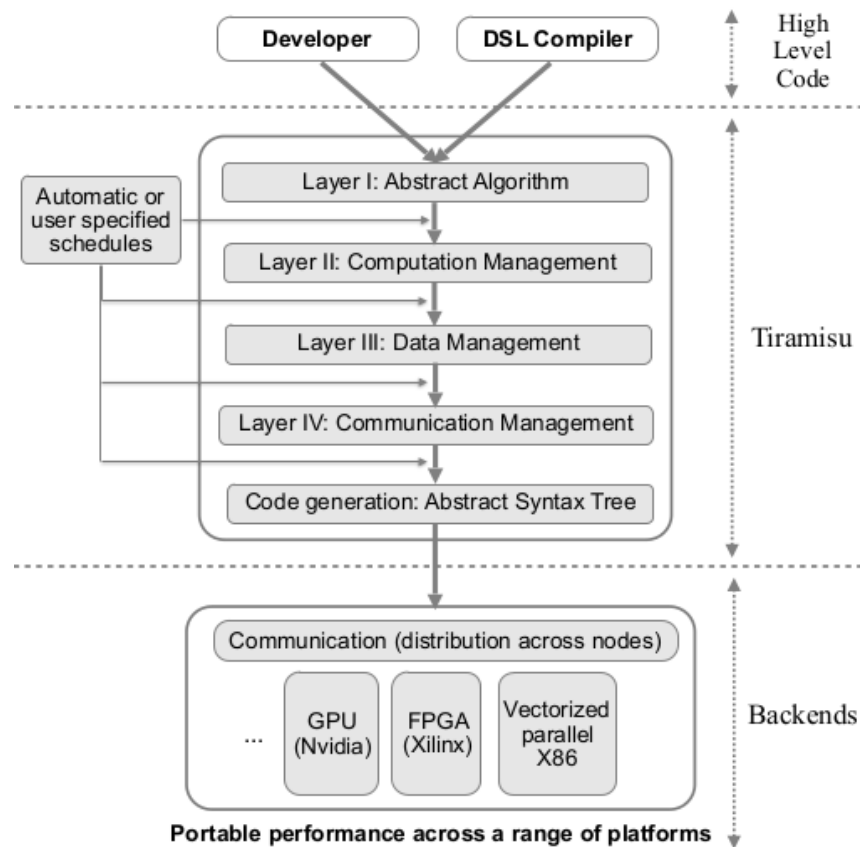 Developer
DSL Compiler
High
Level
Code
Layer I: Abstract Algorithm
Automatic or
user specified
schedules
Layer II: Computation Management
Layer III: Data Management
Tiramisu
Layer IV: Communication Management
Code generation: Abstract Syntax Tree
Communication (distribution across nodes)
...
GPU
(Nvidia)
FPGA
(Xilinx)
Vectorized
parallel
X86
Backends
Portable performance across a range of platforms